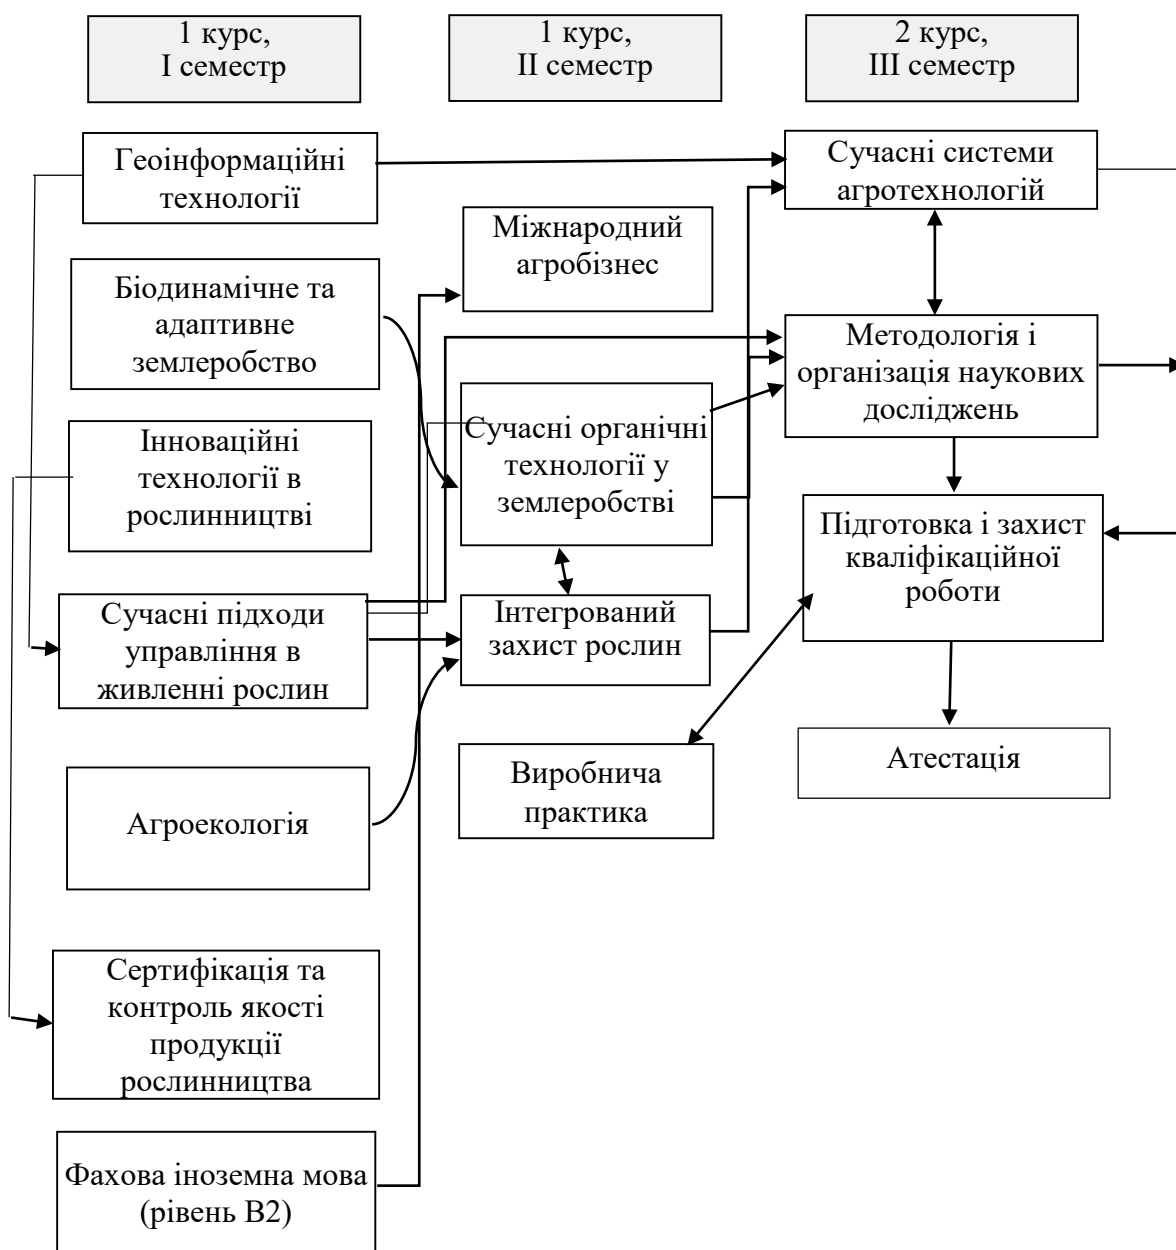 1 курс,
І семестр
1 курс,
ІІ семестр
2 курс,
ІІІ семестр
Геоінформаційні
технології
Біодинамічне та
адаптивне
землеробство
Інноваційні
технології в
рослинництві
Сучасні підходи
управління в
живленні рослин
Агроекологія
Сертифікація та
контроль якості
продукції
рослинництва
Фахова іноземна мова
(рівень В2)
Міжнародний
агробізнес
Сучасні органічні
технології у
землеробстві
Інтегрований
захист рослин
Виробнича
практика
Сучасні системи
агротехнологій
Методологія і
організація наукових
досліджень
Підготовка і захист
кваліфікаційної
роботи
Атестація